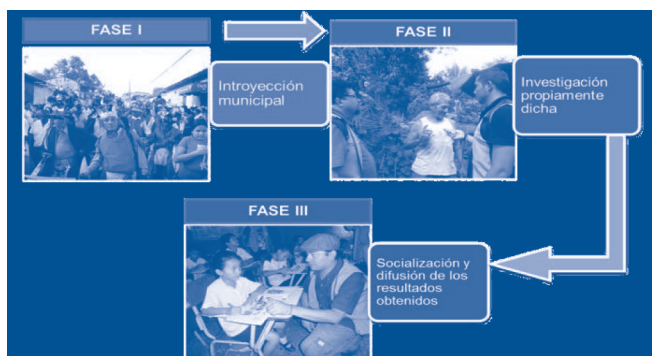 FASE I
FASE II
Introyección
municipal
Investigación
propiamente
dicha
FASE III
Socialización y
difusión de los
resultados
obtenidos